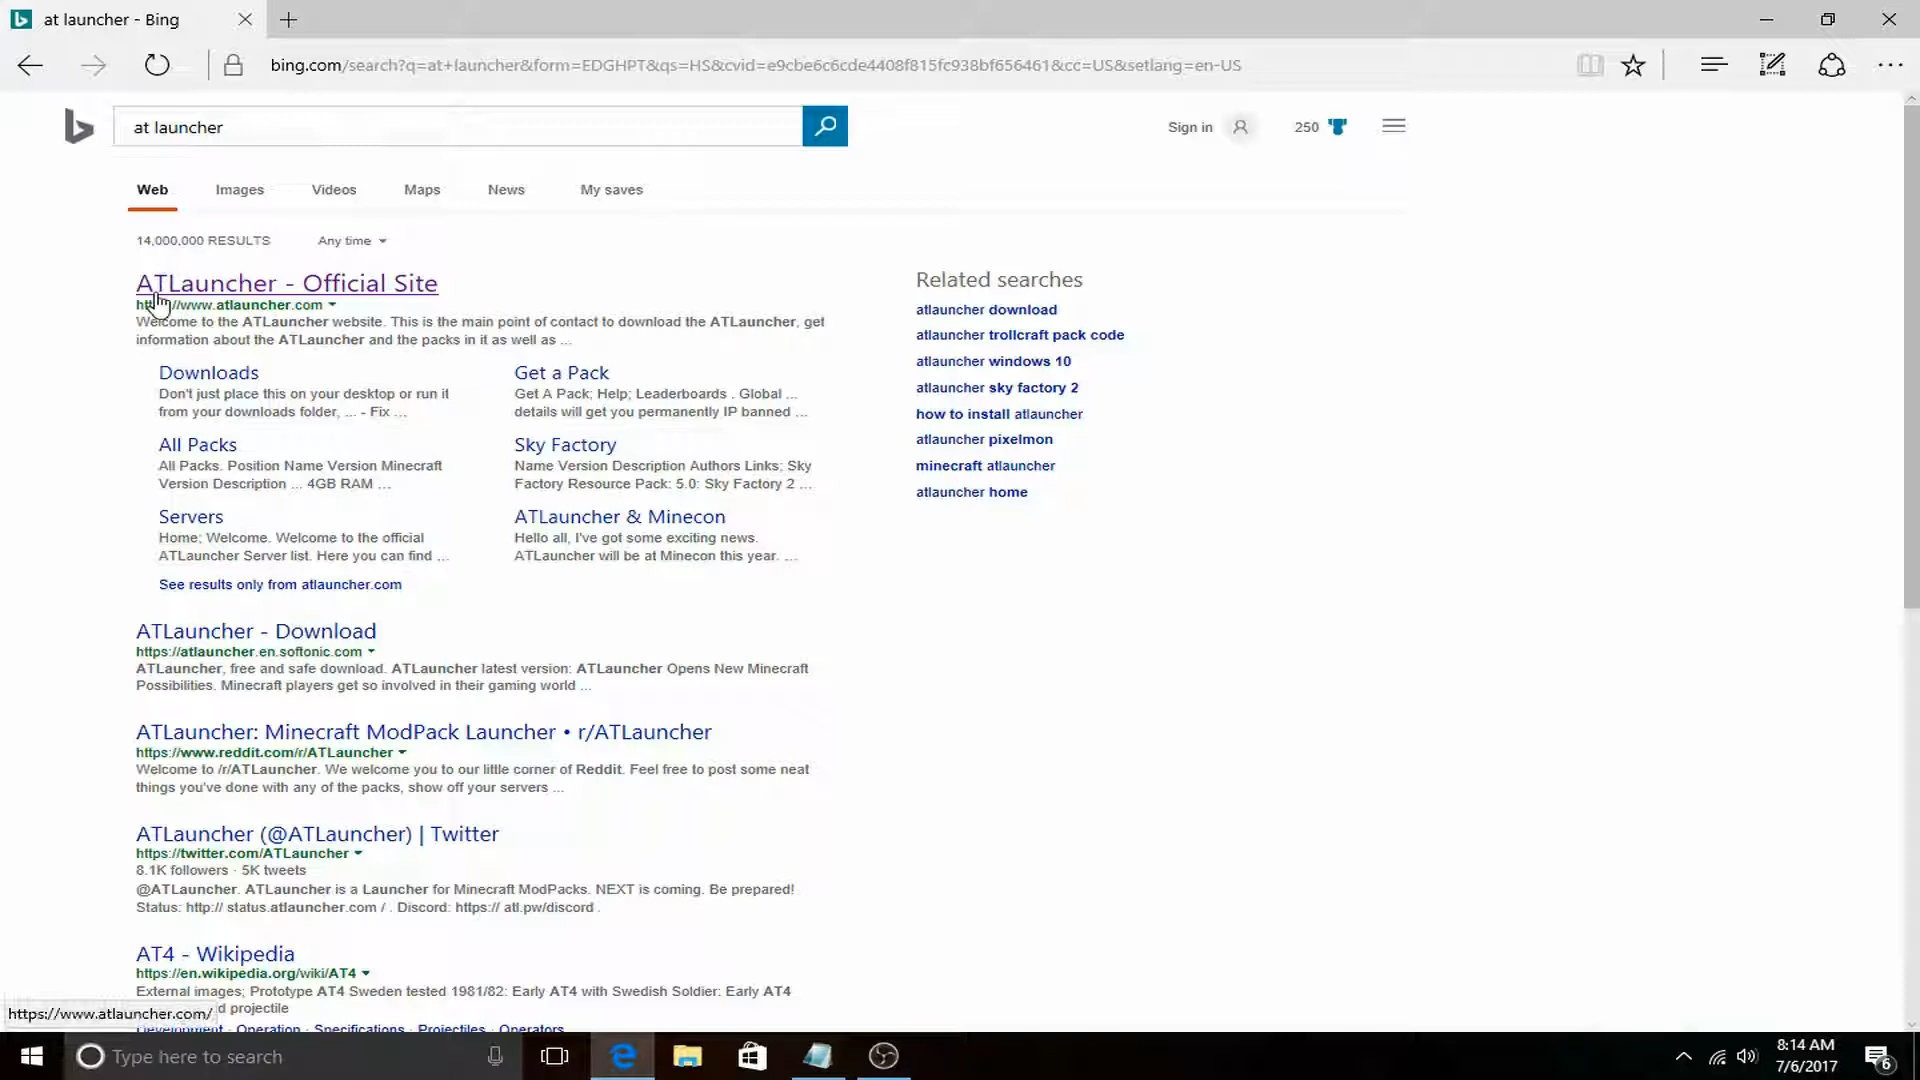 at launcher - Bing
bing.com/search?q=at+launcher&form=EDGHPT&qs=HS&cvid=e9cbe6c6cde4408f815fc938bf656461&cc=US&setlang=en-US
at launcher
Sign in
250
Web Images Videos Maps News My saves
14,000,000 RESULTS Any time
ATLauncher - Official Site
https://www.atlauncher.com
Welcome to the ATLauncher website. This is the main point of contact to download the ATLauncher, get
information about the ATLauncher and the packs in it as well as ...
Downloads
Don't just place this on your desktop or run it
from your downloads folder, ... - Fix ...
Get a Pack
Get A Pack; Help; Leaderboards . Global ...
details will get you permanently IP banned ...
All Packs
All Packs. Position Name Version Minecraft
Version Description ... 4GB RAM ...
Sky Factory
Name Version Description Authors Links; Sky
Factory Resource Pack: 5.0: Sky Factory 2 ...
Servers
Home; Welcome. Welcome to the official
ATLauncher Server list. Here you can find ...
ATLauncher & Minecon
Hello all, I've got some exciting news.
ATLauncher will be at Minecon this year. ...
See results only from atlauncher.com
ATLauncher - Download
https://atlauncher.en.softonic.com
ATLauncher, free and safe download. ATLauncher latest version: ATLauncher Opens New Minecraft
Possibilities. Minecraft players get so involved in their gaming world ...
ATLauncher: Minecraft ModPack Launcher • r/ATLauncher
https://www.reddit.com/r/ATLauncher
Welcome to /r/ATLauncher. We welcome you to our little corner of Reddit. Feel free to post some neat
things you've done with any of the packs, show off your servers ...
ATLauncher (@ATLauncher) | Twitter
https://twitter.com/ATLauncher
8.1K followers · 5K tweets
@ATLauncher. ATLauncher is a Launcher for Minecraft ModPacks. NEXT is coming. Be prepared!
Status: http:// status.atlauncher.com / . Discord: https:// atl.pw/discord .
AT4 - Wikipedia
https://en.wikipedia.org/wiki/AT4
External images; Prototype AT4 Sweden tested 1981/82: Early AT4 with Swedish Soldier: Early AT4
d projectile
Development · Operation · Specifications · Projectiles · Operators
Related searches
atlauncher download
atlauncher trollcraft pack code
atlauncher windows 10
atlauncher sky factory 2
how to install atlauncher
atlauncher pixelmon
minecraft atlauncher
atlauncher home
https://www.atlauncher.com/
Type here to search
8:14 AM
7/6/2017
6